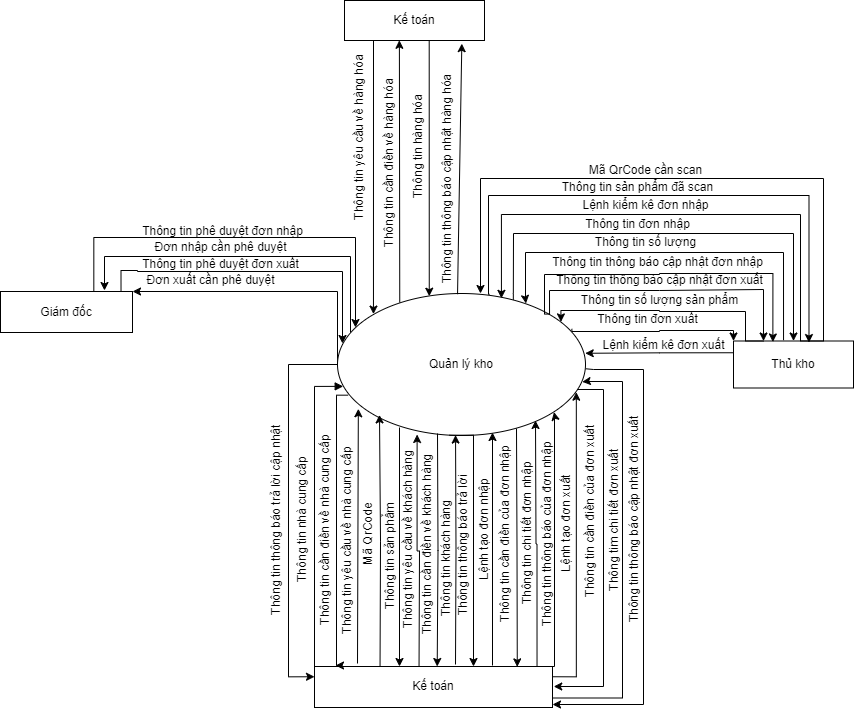 Kế toán
Thông tin yêu cầu về hàng hóa
Thông tin cần điền về hàng hóa
Thông tin hàng hóa
Thông tin thông báo cập nhật hàng hóa
Mã QrCode cần scan
Thông tin sản phẩm đã scan
Lệnh kiểm kê đơn nhập
Thông tin đơn nhập
Thông tin số lượng
Thông tin thông báo cập nhật đơn nhập
Thông tin thông báo cập nhật đơn xuất
Thông tin số lượng sản phẩm
Thông tin đơn xuất
Lệnh kiểm kê đơn xuất
Thông tin phê duyệt đơn nhập
Đơn nhập cần phê duyệt
Thông tin phê duyệt đơn xuất
Đơn xuất cần phê duyệt
Giám đốc
Quản lý kho
Thủ kho
Thông tin thông báo trả lời cập nhật
Thông tin nhà cung cấp
Thông tin cần điền về nhà cung cấp
Thông tin yêu cầu về nhà cung cấp
Mã QrCode
Thông tin sản phẩm
Thông tin yêu cầu về khách hàng
Thông tin cần điền về khách hàng
Thông tin khách hàng
Thông tin thông báo trả lời
Lệnh tạo đơn nhập
Thông tin cần điền của đơn nhập
Thông tin chi tiết đơn nhập
Thông tin thông báo của đơn nhập
Lệnh tạo đơn xuất
Thông tin cần điền của đơn xuất
Thông tim chi tiết đơn xuất
Thông tin thông báo cập nhật đơn xuất
Kế toán